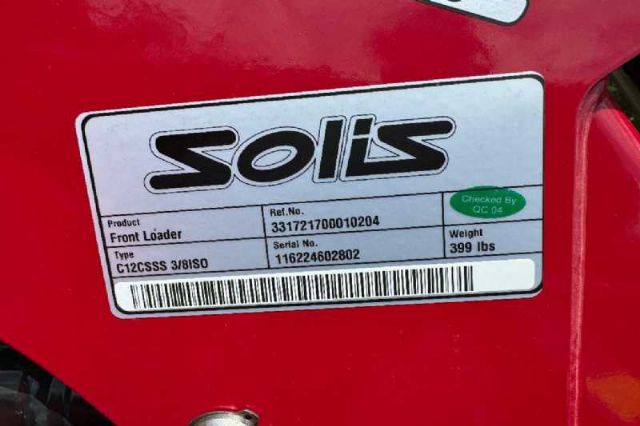 Solis
Product
Front Loader
Ref.No.
331721700010204
Checked By
QC 04
Type
C12CSSS 3/8ISO
Serial No.
116224602802
Weight
399 lbs